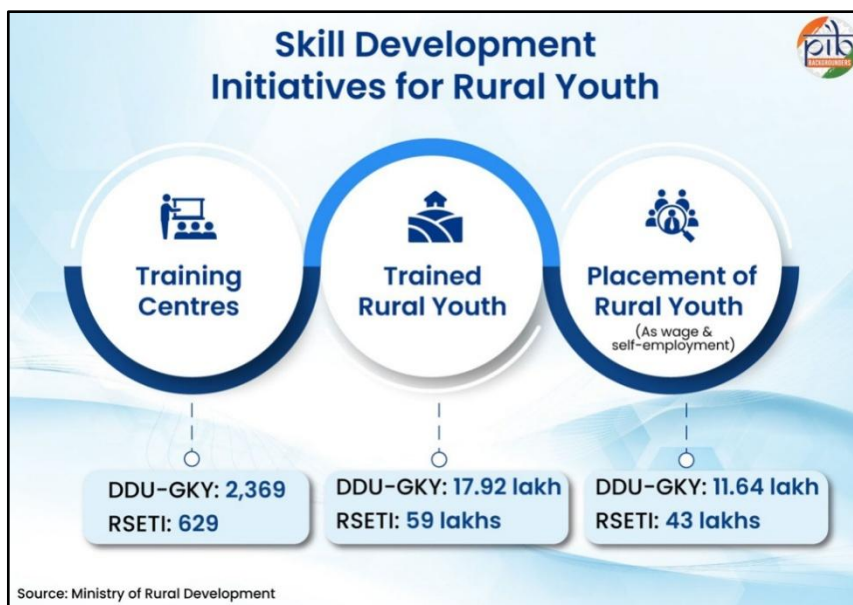 Skill Development
Initiatives for Rural Youth
pib
BACKGROUNDERS
Training
Centres
Trained
Rural Youth
Placement of
Rural Youth
(As wage &
self-employment)
DDU-GKY: 2,369
RSETI: 629
DDU-GKY: 17.92 lakh
RSETI: 59 lakhs
DDU-GKY: 11.64 lakh
RSETI: 43 lakhs
Source: Ministry of Rural Development